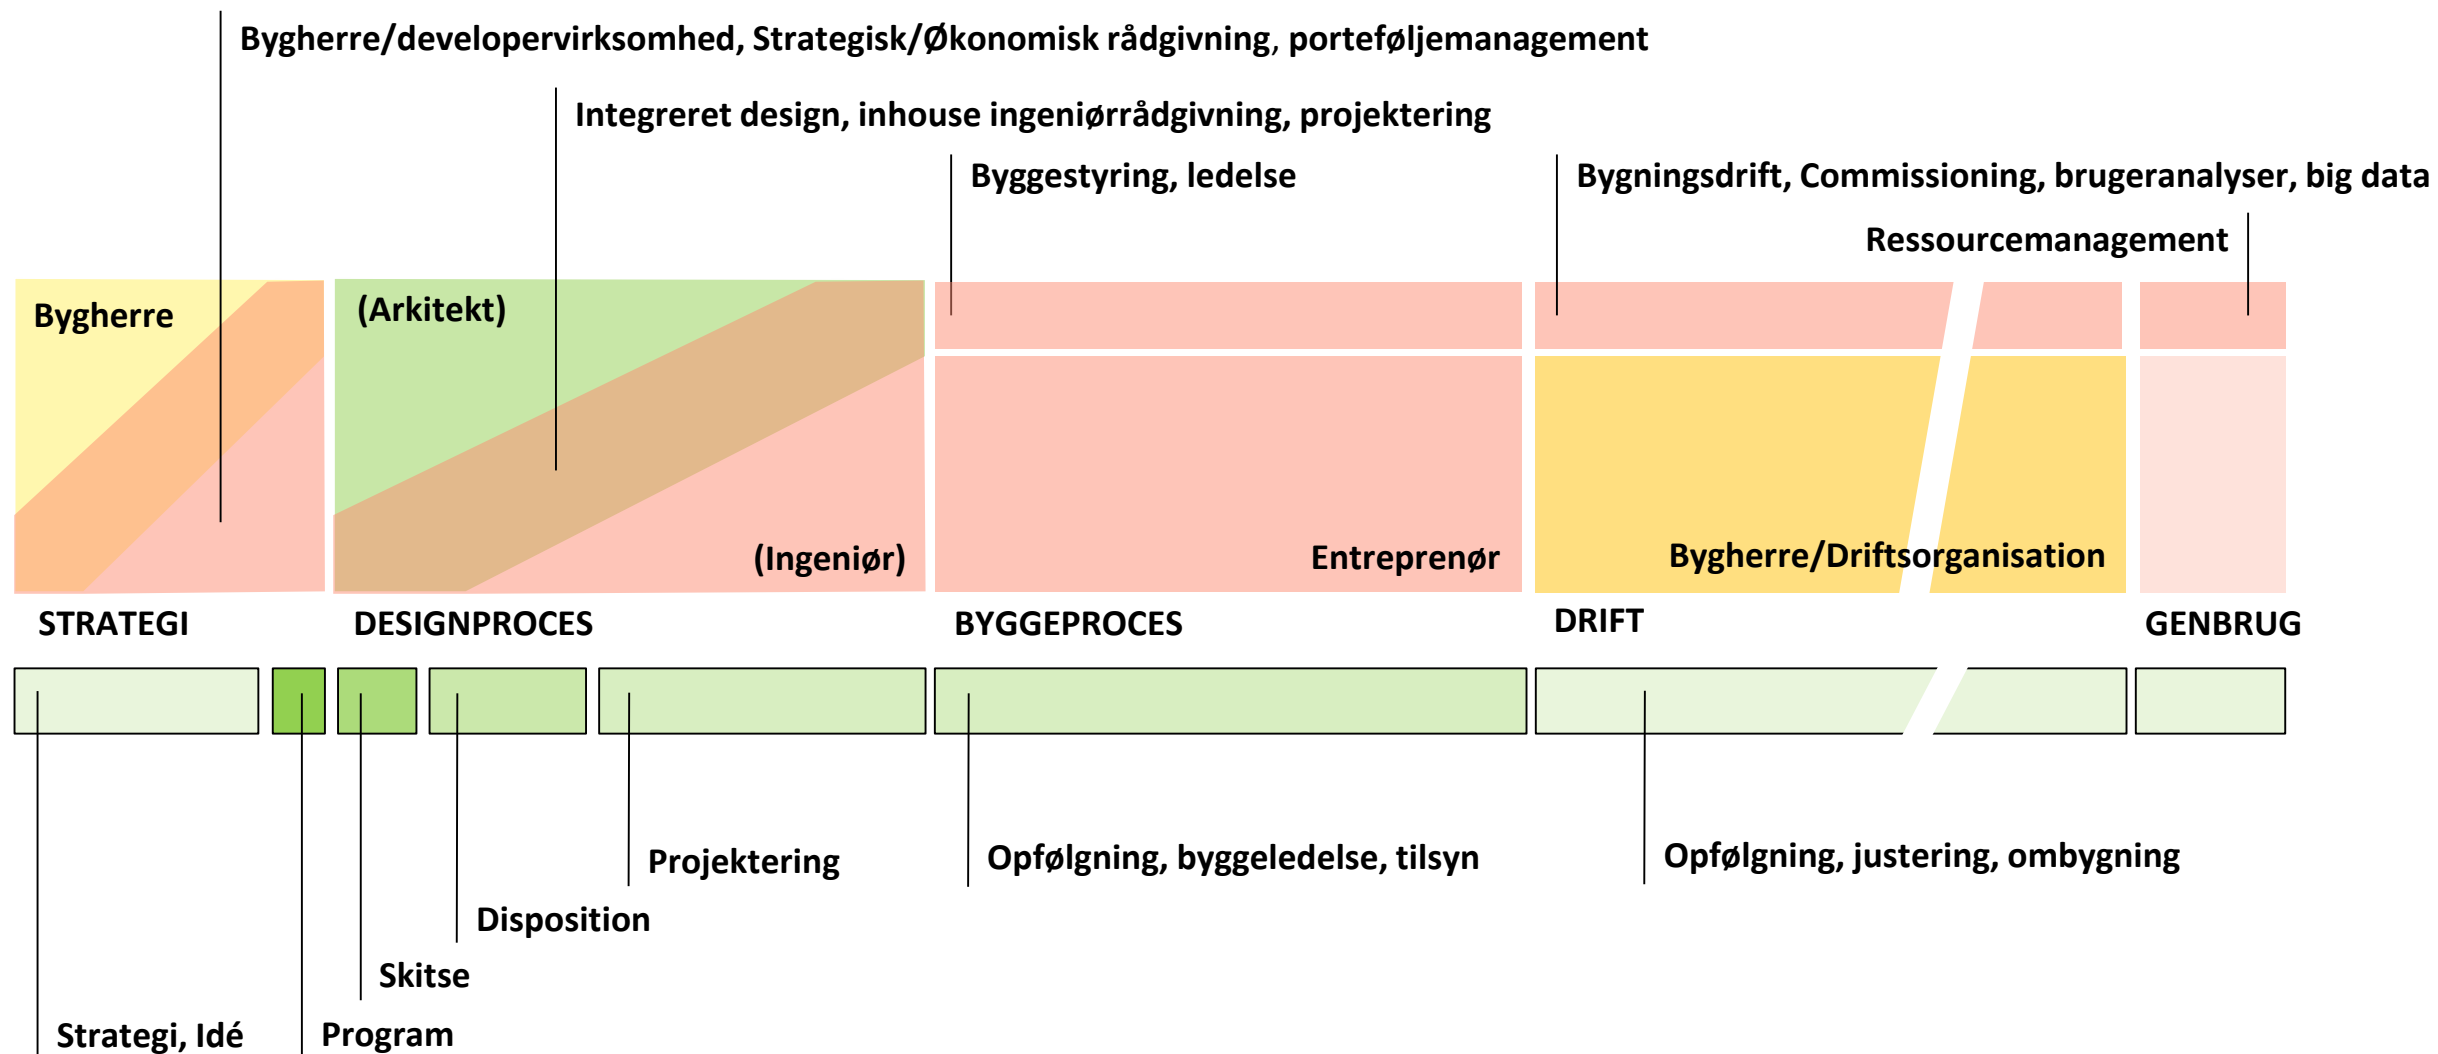 Bygherre/developervirksomhed, Strategisk/Økonomisk rådgivning, porteføljemanagement
Integreret design, inhouse ingeniørrådgivning, projektering
Byggestyring, ledelse
Bygningsdrift, Commissioning, brugeranalyser, big data
Ressourcemanagement
Bygherre
(Arkitekt)
(Ingeniør)
Entreprenør
Bygherre/Driftsorganisation
STRATEGI
DESIGNPROCES
BYGGEPROCES
DRIFT
GENBRUG
Projektering
Opfølgning, byggeledelse, tilsyn
Opfølgning, justering, ombygning
Disposition
Skitse
Strategi, Idé
Program